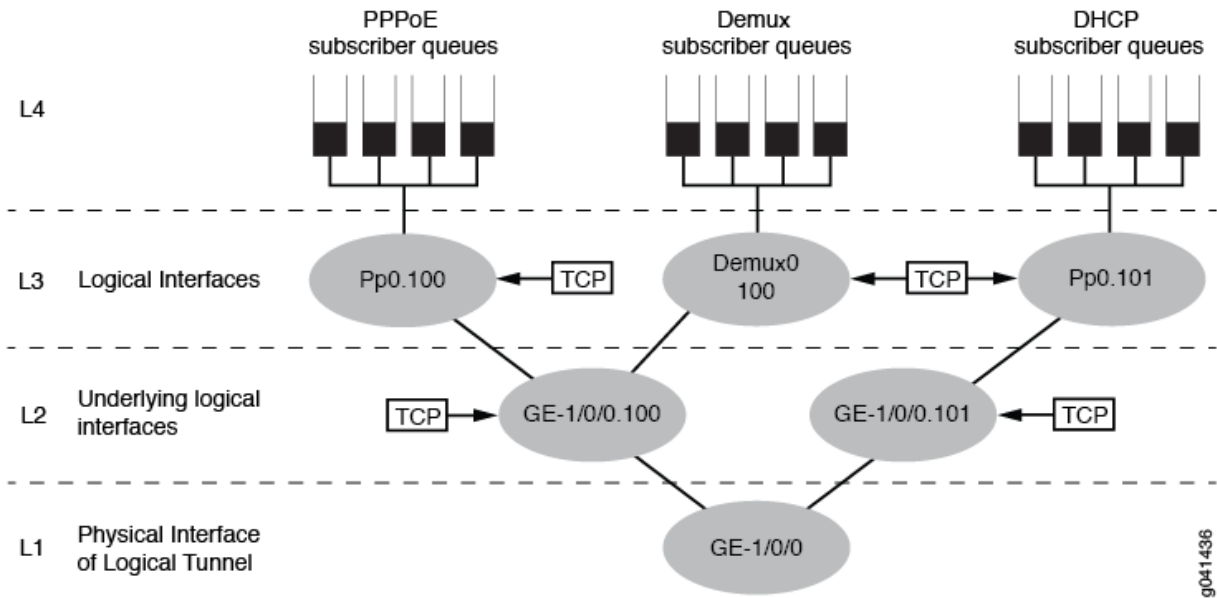 PPPoE
subscriber queues
Demux
subscriber queues
DHCP
subscriber queues
L4
L3
Logical Interfaces
Pp0.100
TCP
Demux0
100
TCP
Pp0.101
L2
Underlying logical
interfaces
TCP
GE-1/0/0.100
GE-1/0/0.101
TCP
L1
Physical Interface
of Logical Tunnel
GE-1/0/0
g041436